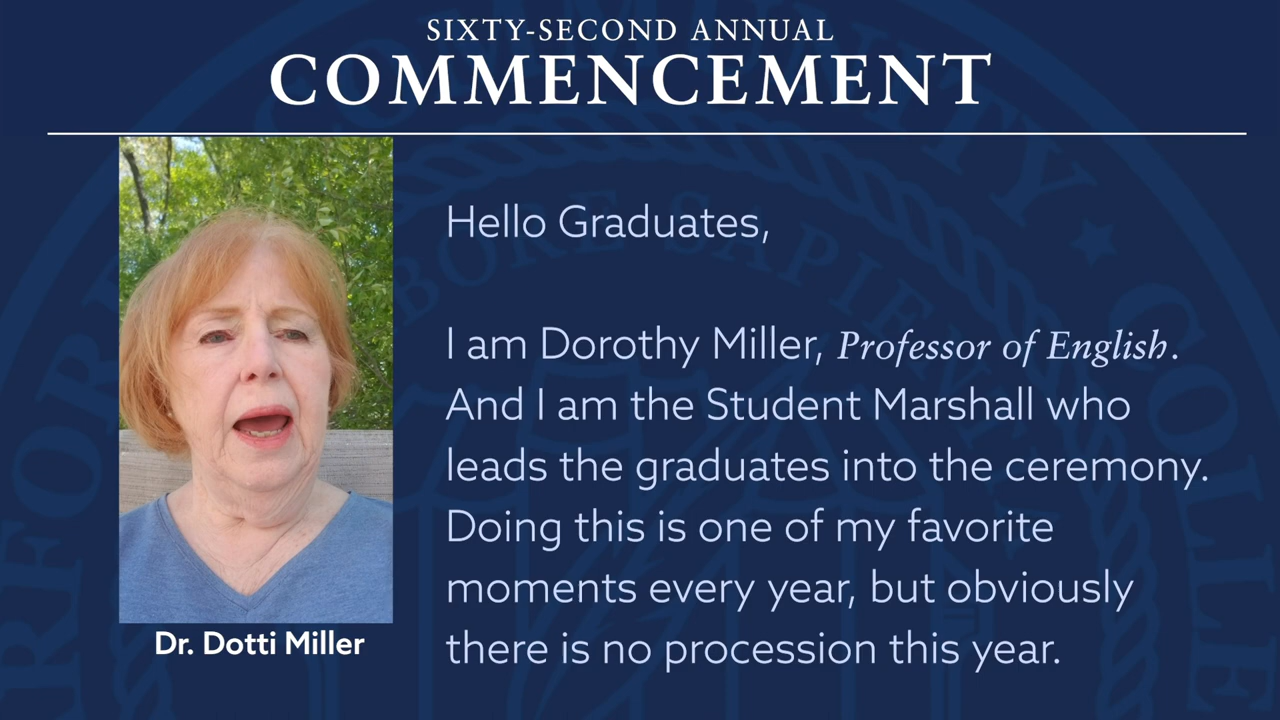 SIXTY-SECOND ANNUAL
COMMENCEMENT
Hello Graduates,
I am Dorothy Miller, Professor of English.
And I am the Student Marshall who
leads the graduates into the ceremony.
Doing this is one of my favorite
moments every year, but obviously
there is no procession this year.
Dr. Dotti Miller